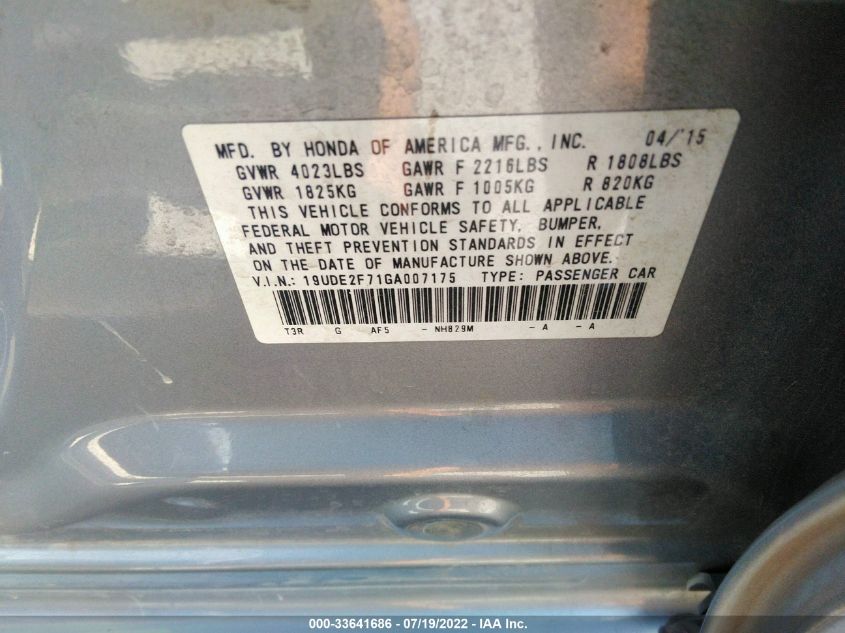 MFD. BY HONDA OF AMERICA MFG., INC. 04/'15
GVWR 4023LBS GAWR F 2216LBS R 1808LBS
GVWR 1825KG GAWR F 1005KG R 820KG
THIS VEHICLE CONFORMS TO ALL APPLICABLE
FEDERAL MOTOR VEHICLE SAFETY, BUMPER,
AND THEFT PREVENTION STANDARDS IN EFFECT
ON THE DATE OF MANUFACTURE SHOWN ABOVE.
V.I.N.: 19UDE2F71GA007175 TYPE: PASSENGER CAR
T3R G AF5 - NH829M - A - A
000-33641686 - 07/19/2022 - IAA Inc.